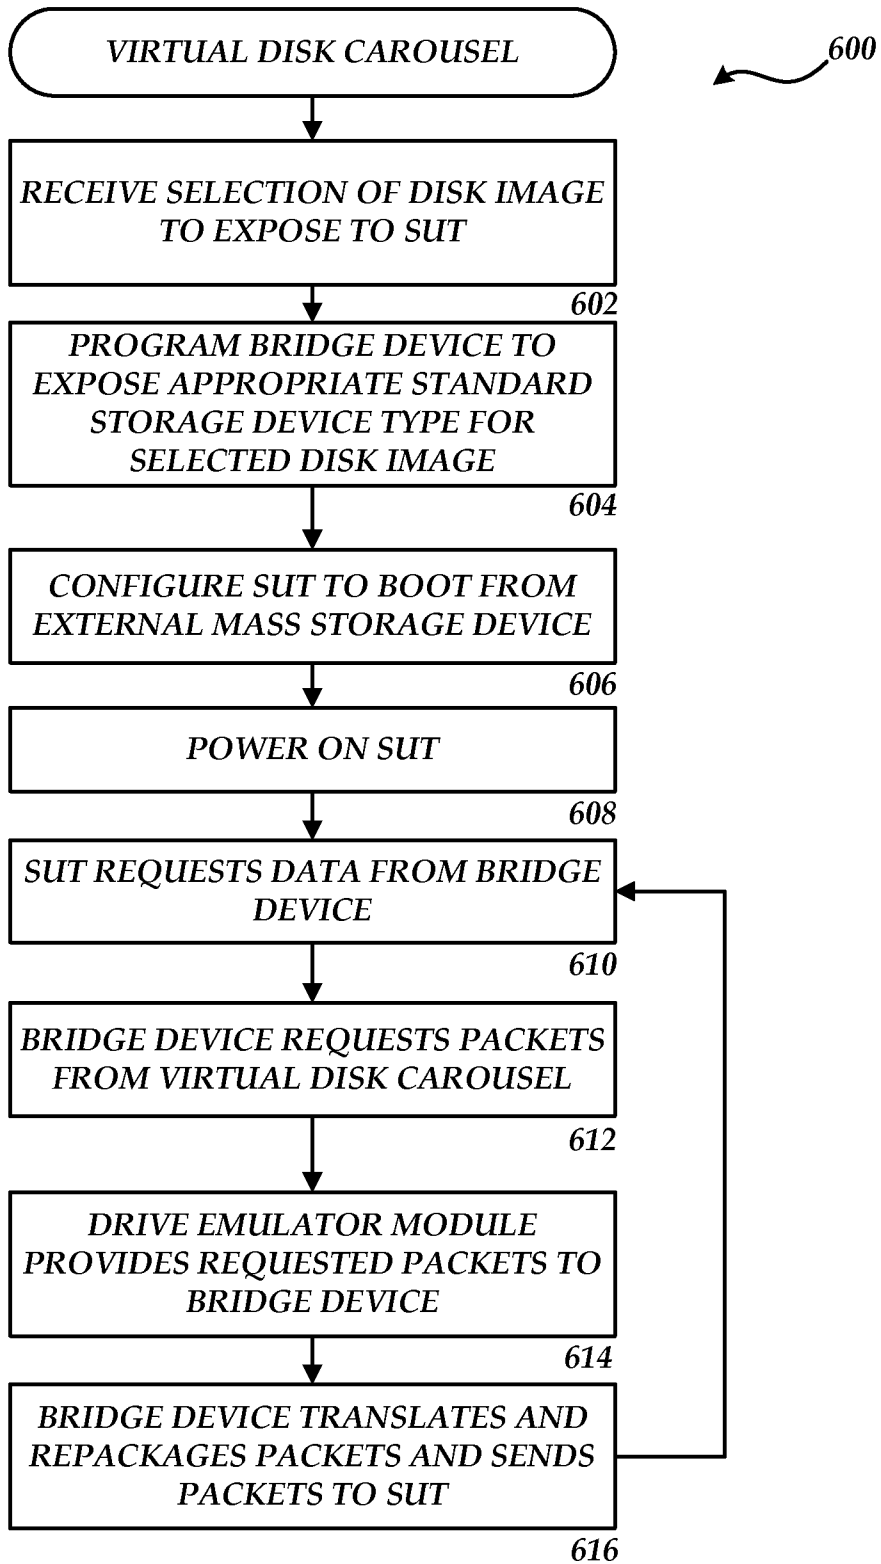 VIRTUAL DISK CAROUSEL
600
RECEIVE SELECTION OF DISK IMAGE
TO EXPOSE TO SUT
602
PROGRAM BRIDGE DEVICE TO
EXPOSE APPROPRIATE STANDARD
STORAGE DEVICE TYPE FOR
SELECTED DISK IMAGE
604
CONFIGURE SUT TO BOOT FROM
EXTERNAL MASS STORAGE DEVICE
606
POWER ON SUT
608
SUT REQUESTS DATA FROM BRIDGE
DEVICE
610
BRIDGE DEVICE REQUESTS PACKETS
FROM VIRTUAL DISK CAROUSEL
612
DRIVE EMULATOR MODULE
PROVIDES REQUESTED PACKETS TO
BRIDGE DEVICE
614
BRIDGE DEVICE TRANSLATES AND
REPACKAGES PACKETS AND SENDS
PACKETS TO SUT
616